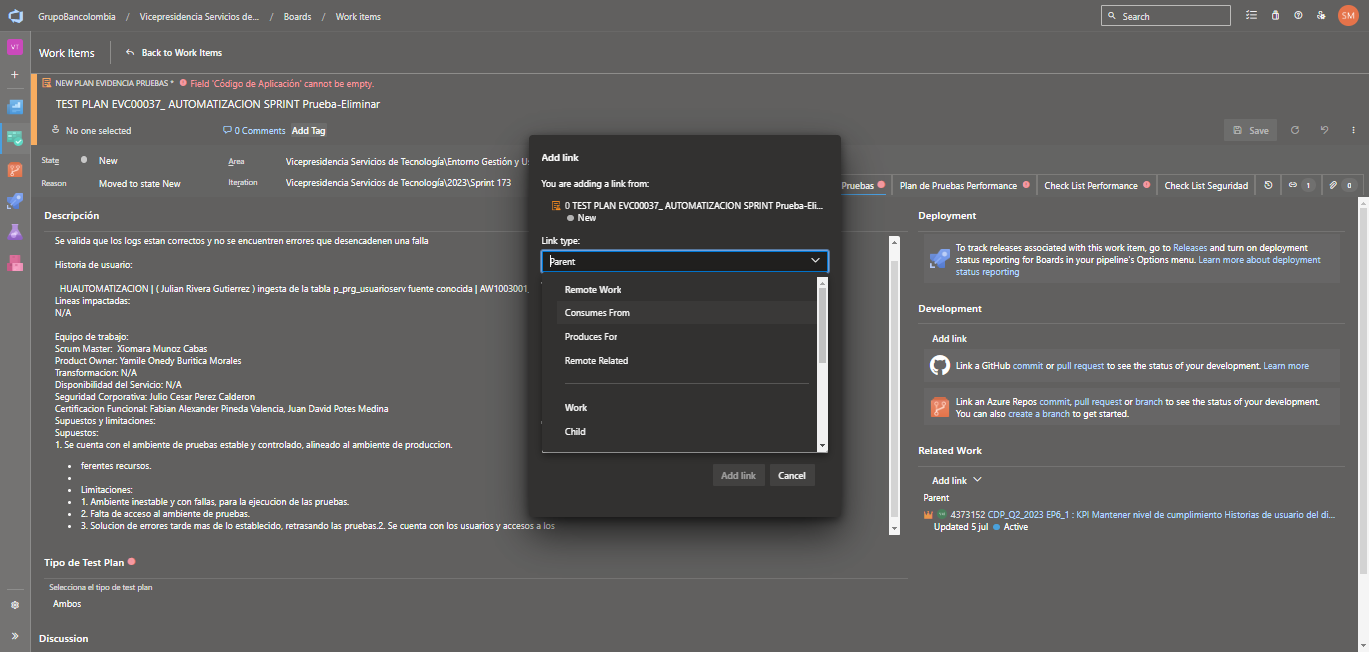 GrupoBancolombia / Vicepresidencia Servicios de... / Boards / Work items
Search
SM
VT
Work Items
Back to Work Items
NEW PLAN EVIDENCIA PRUEBAS * Field 'Código de Aplicación' cannot be empty.
TEST PLAN EVC00037_ AUTOMATIZACION SPRINT Prueba-Eliminar
No one selected
0 Comments
Add Tag
Save
State
New
Area
Vicepresidencia Servicios de Tecnología\Entorno Gestión y Us
Reason
Moved to state New
Iteration
Vicepresidencia Servicios de Tecnología\2023\Sprint 173
Pruebas
Plan de Pruebas Performance
Check List Performance
Check List Seguridad
1
0
Descripción
Se valida que los logs estan correctos y no se encuentren errores que desencadenen una falla
Historia de usuario:
HUAUTOMATIZACION | ( Julian Rivera Gutierrez ) ingesta de la tabla p_prg_usuarioserv fuente conocida | AW1003001_
Lineas impactadas:
N/A
Equipo de trabajo:
Scrum Master: Xiomara Munoz Cabas
Product Owner: Yamile Onedy Buritica Morales
Transformacion: N/A
Disponibilidad del Servicio: N/A
Seguridad Corporativa: Julio Cesar Perez Calderon
Certification Funcional: Fabian Alexander Pineda Valencia, Juan David Potes Medina
Supuestos y limitaciones:
Supuestos:
1. Se cuenta con el ambiente de pruebas estable y controlado, alineado al ambiente de produccion.
ferentes recursos.
Limitaciones:
1. Ambiente inestable y con fallas, para la ejecucion de las pruebas.
2. Falta de acceso al ambiente de pruebas.
3. Solucion de errores tarde mas de lo establecido, retrasando las pruebas.2. Se cuenta con los usuarios y accesos a los
Tipo de Test Plan
Selecciona el tipo de test plan
Ambos
Discussion
Add link
You are adding a link from:
0 TEST PLAN EVC00037_ AUTOMATIZACION SPRINT Prueba-Eli...
New
Link type:
Parent
Remote Work
Consumes From
Produces For
Remote Related
Work
Child
Add link
Cancel
Deployment
To track releases associated with this work item, go to Releases and turn on deployment
status reporting for Boards in your pipeline's Options menu. Learn more about deployment
status reporting
Development
Add link
Link a GitHub commit or pull request to see the status of your development. Learn more
Link an Azure Repos commit, pull request or branch to see the status of your development.
You can also create a branch to get started.
Related Work
Add link
Parent
4373152 CDP_Q2_2023 EP6_1 : KPI Mantener nivel de cumplimiento Historias de usuario del di...
Updated 5 jul Active